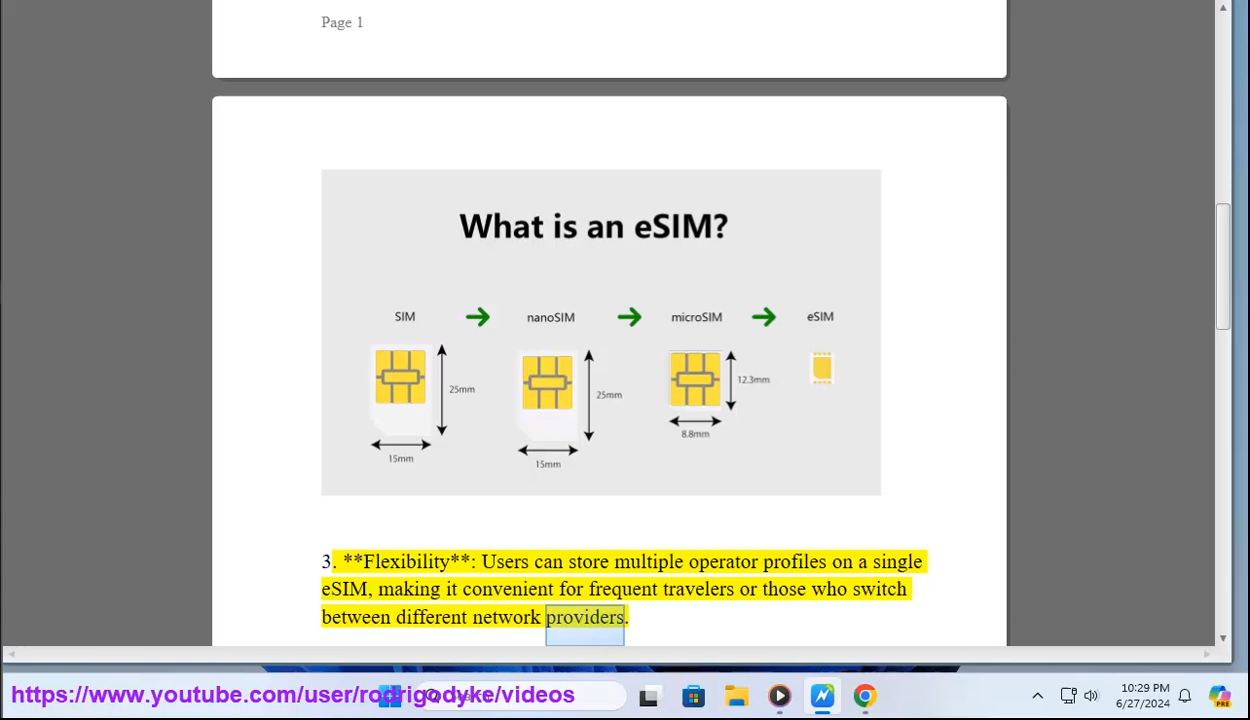 Page 1
What is an eSIM?
SIM nanoSIM microSIM eSIM
25mm 25mm 12.3mm
15mm 15mm 8.8mm
3. **Flexibility**: Users can store multiple operator profiles on a single
eSIM, making it convenient for frequent travelers or those who switch
between different network providers.
https://www.youtube.com/user/rodrigodyke/videos
10:29 PM
6/27/2024
PRE